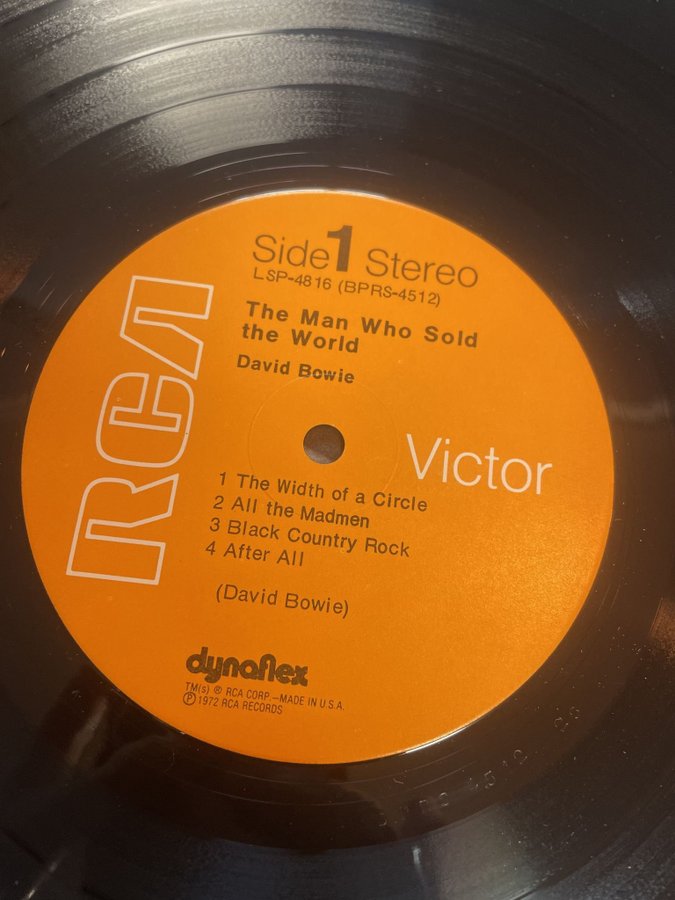 Side 1 Stereo
LSP-4816 (BPRS-4512)
The Man Who Sold
the World
David Bowie
RCA
Victor
1 The Width of a Circle
2 All the Madmen
3 Black Country Rock
4 After All
(David Bowie)
dynaflex
TM(s) ® RCA CORP.—MADE IN U.S.A.
Ⓟ 1972 RCA RECORDS